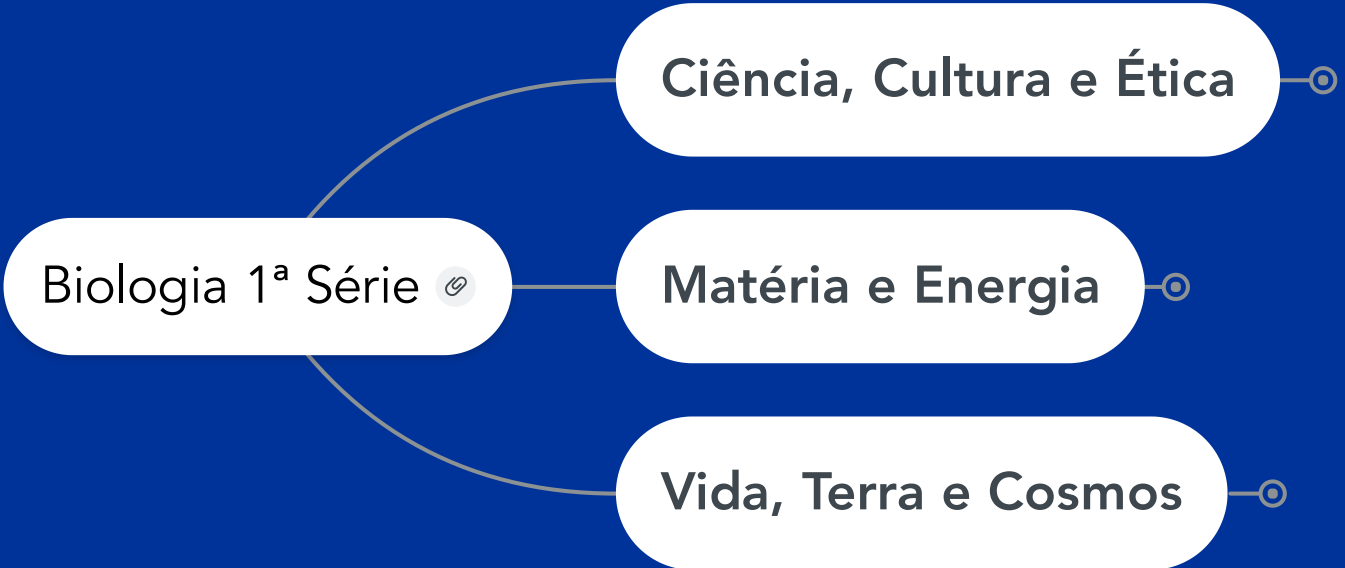 Ciência, Cultura e Ética
Biologia 1ª Série
Matéria e Energia
Vida, Terra e Cosmos